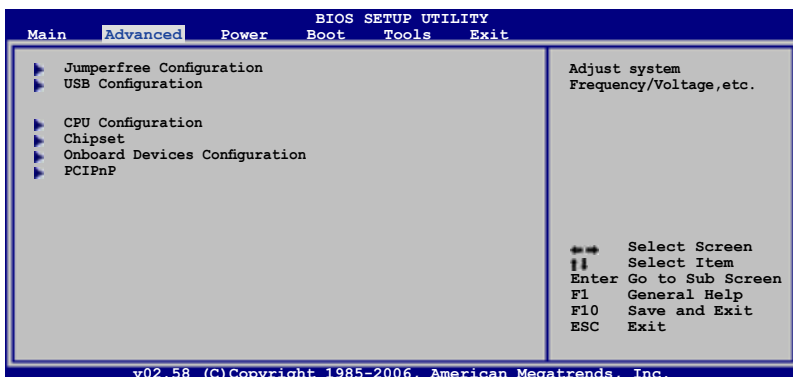 BIOS SETUP UTILITY
Main Advanced Power Boot Tools Exit
Jumperfree Configuration
USB Configuration
CPU Configuration
Chipset
Onboard Devices Configuration
PCIPnP
Adjust system
Frequency/Voltage,etc.
Select Screen
Select Item
Enter Go to Sub Screen
F1 General Help
F10 Save and Exit
ESC Exit
v02.58 (C)Copyright 1985-2006, American Megatrends, Inc.